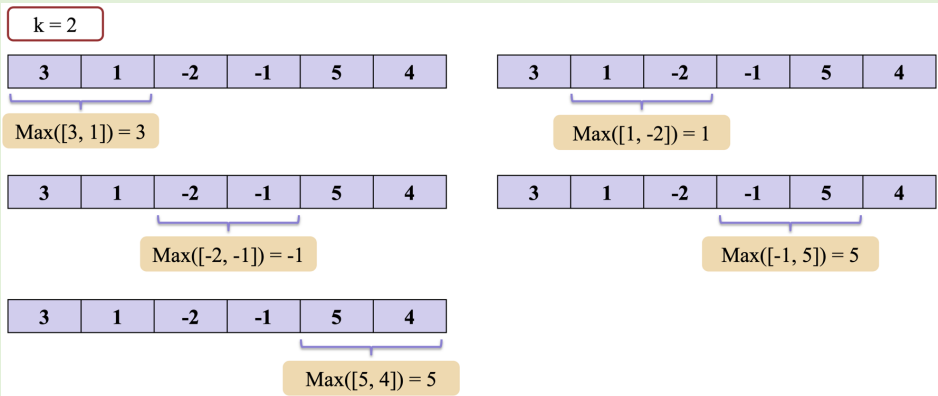 k = 2
3 1 -2 -1 5 4
Max([3, 1]) = 3
3 1 -2 -1 5 4
Max([1, -2]) = 1
3 1 -2 -1 5 4
Max([-2, -1]) = -1
3 1 -2 -1 5 4
Max([-1, 5]) = 5
3 1 -2 -1 5 4
Max([5, 4]) = 5